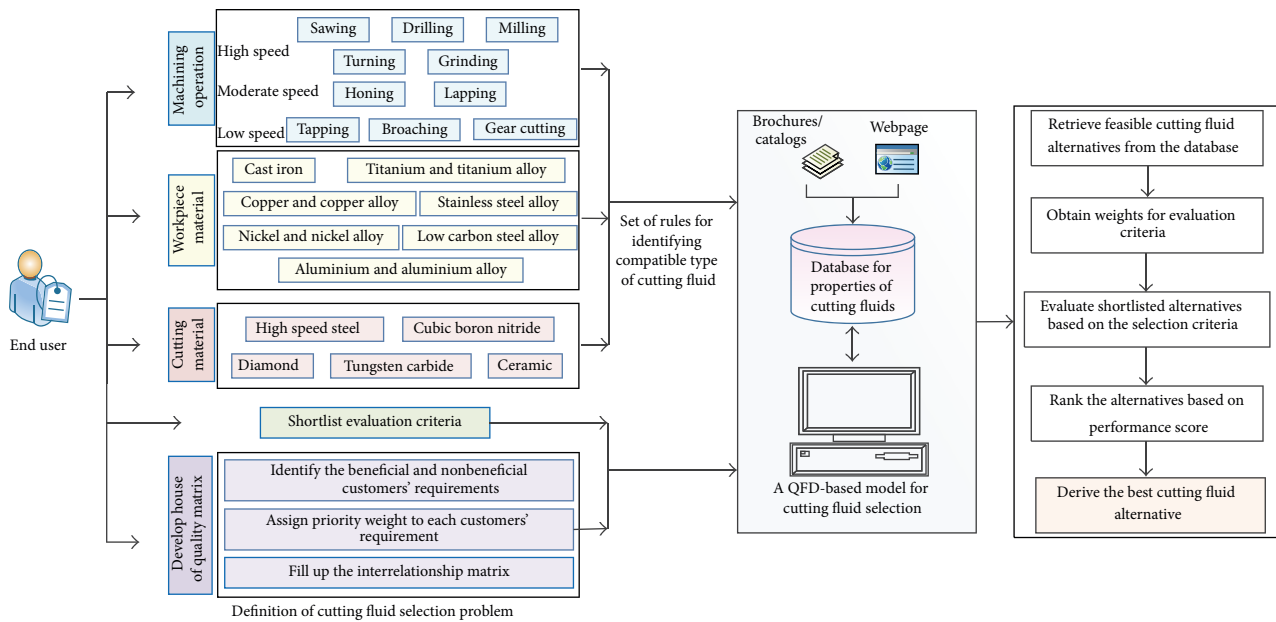 End user
Machining
operation
High speed
Sawing
Drilling
Milling
Turning
Grinding
Moderate speed
Honing
Lapping
Low speed
Tapping
Broaching
Gear cutting
Workpiece
material
Cast iron
Titanium and titanium alloy
Copper and copper alloy
Stainless steel alloy
Nickel and nickel alloy
Low carbon steel alloy
Aluminium and aluminium alloy
Cutting
material
High speed steel
Cubic boron nitride
Diamond
Tungsten carbide
Ceramic
Shortlist evaluation criteria
Develop house
of quality matrix
Identify the beneficial and nonbeneficial
customers' requirements
Assign priority weight to each customers'
requirement
Fill up the interrelationship matrix
Definition of cutting fluid selection problem
Set of rules for
identifying
compatible type
of cutting fluid
Brochures/
catalogs
Webpage
Database for
properties of
cutting fluids
A QFD-based model for
cutting fluid selection
Retrieve feasible cutting fluid
alternatives from the database
Obtain weights for evaluation
criteria
Evaluate shortlisted alternatives
based on the selection criteria
Rank the alternatives based on
performance score
Derive the best cutting fluid
alternative